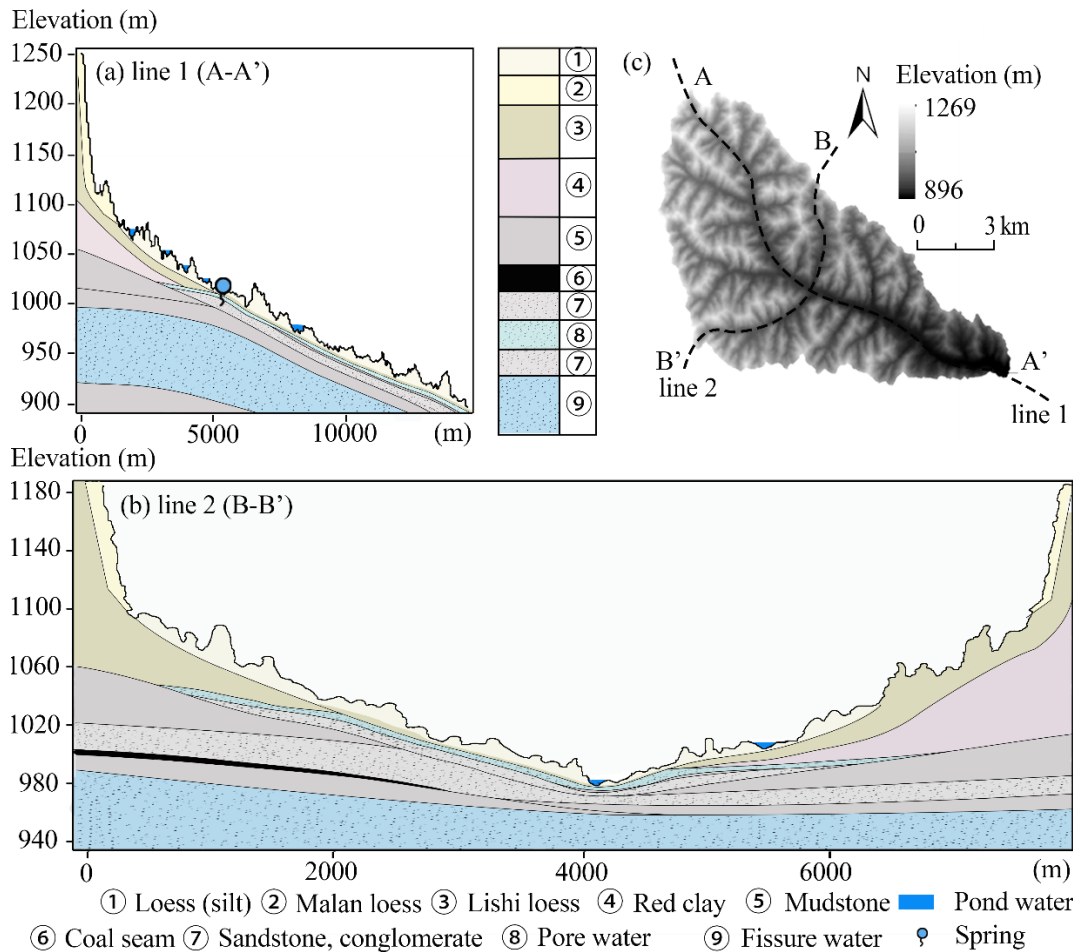 Elevation (m)
(a) line 1 (A-A’)
1250
1200
1150
1100
1050
1000
950
900
0 5000 10000 (m)
①
②
③
④
⑤
⑥
⑦
⑧
⑦
⑨
(c)
A
B
N
Elevation (m)
1269
896
0 3 km
B’
line 2
A’
line 1
Elevation (m)
(b) line 2 (B-B’)
1180
1140
1100
1060
1020
980
940
0 2000 4000 6000 (m)
① Loess (silt) ② Malan loess ③ Lishi loess ④ Red clay ⑤ Mudstone Pond water
⑥ Coal seam ⑦ Sandstone, conglomerate ⑧ Pore water ⑨ Fissure water Spring